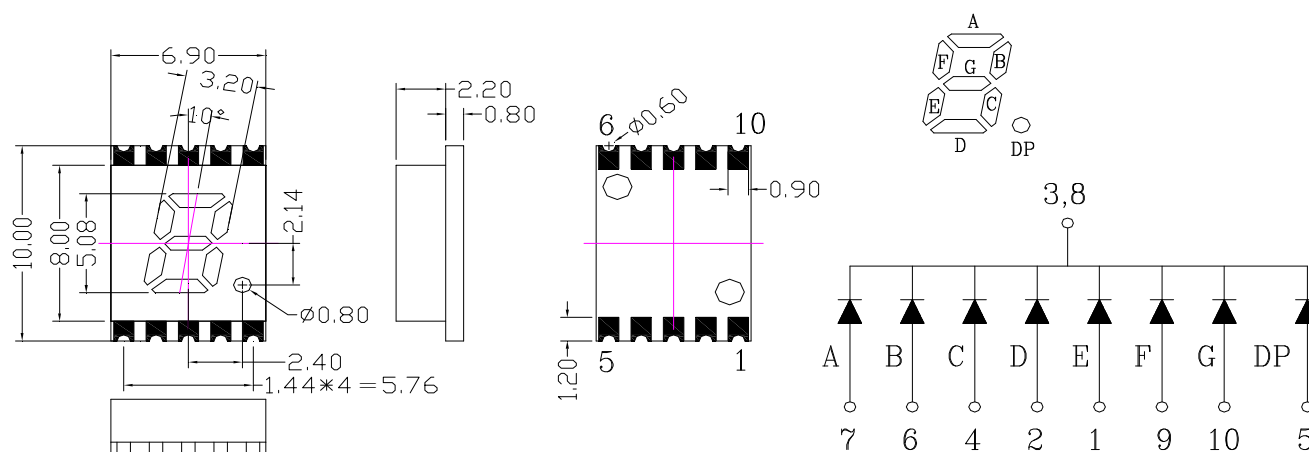 6.90
3.20
10°
10.00
8.00
5.08
2.14
ø0.80
2.40
1.44*4=5.76
2.20
0.80
6
ø0.60
10
0.90
1.20
5
1
A
F
B
G
E
C
D
DP
3,8
A B C D E F G DP
7 6 4 2 1 9 10 5